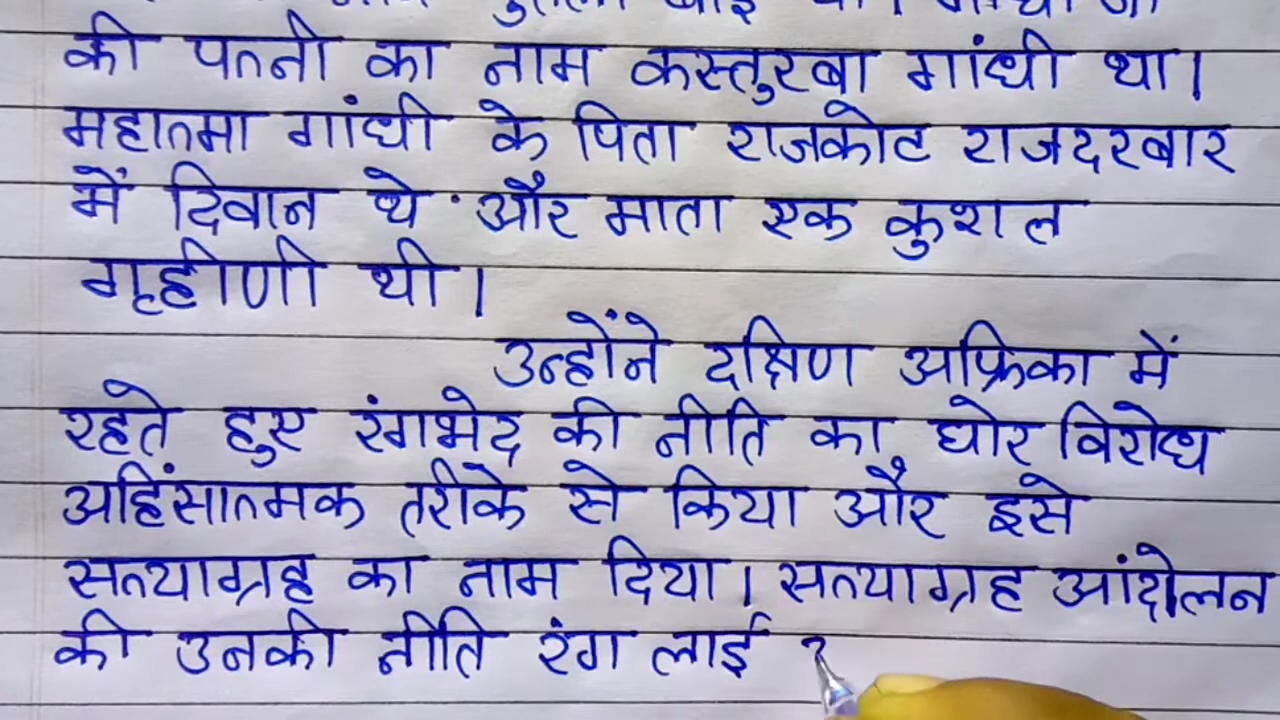 की पत्नी का नाम कस्तुरबा गांधी था।
महात्मा गांधी के पिता राजकोट राजदरबार
में दिवान थे और माता एक कुशल
गृहीणी थी।
उन्होंने दक्षिण अफ्रिका में
रहते हुए रंगभेद की नीति का घोर विरोध
अहिंसात्मक तरीके से किया और इसे
सत्याग्रह का नाम दिया। सत्याग्रह आंदोलन
की उनकी नीति रंग लाई